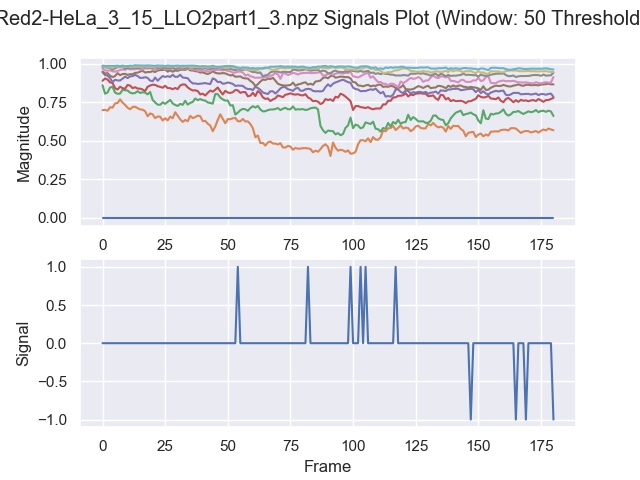 Red2-HeLa_3_15_LLO2part1_3.npz Signals Plot (Window: 50 Threshold
1.00
0.75
0.50
0.25
0.00
Magnitude
0 25 50 75 100 125 150 175
1.0
0.5
0.0
−0.5
−1.0
Signal
0 25 50 75 100 125 150 175
Frame